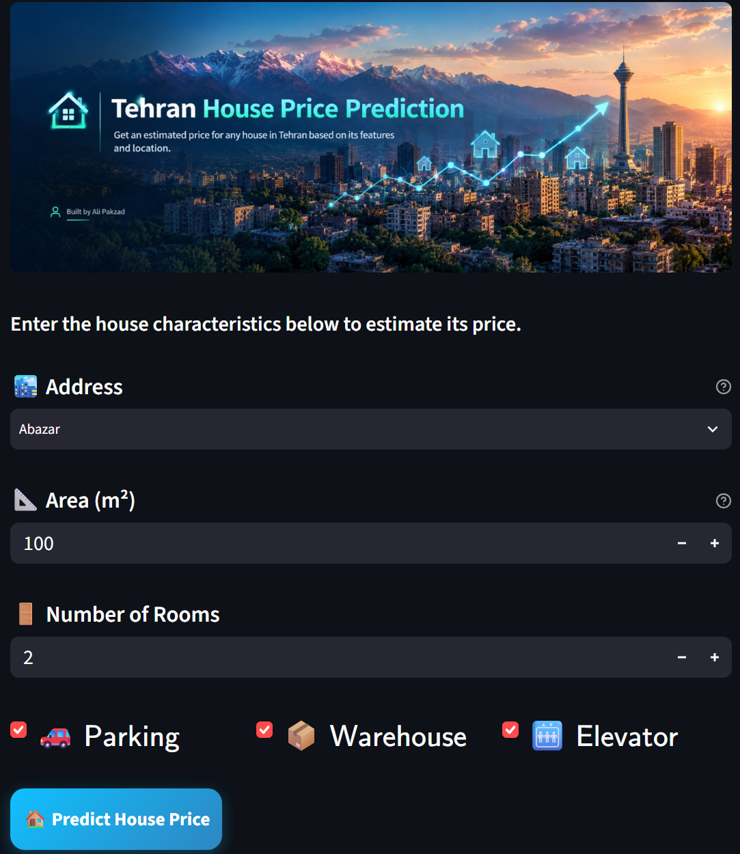 Tehran House Price Prediction
Get an estimated price for any house in Tehran based on its features
and location.
Built by Ali Pakzad
Enter the house characteristics below to estimate its price.
Address
Abazar
Area (m²)
100
Number of Rooms
2
Parking
Warehouse
Elevator
Predict House Price